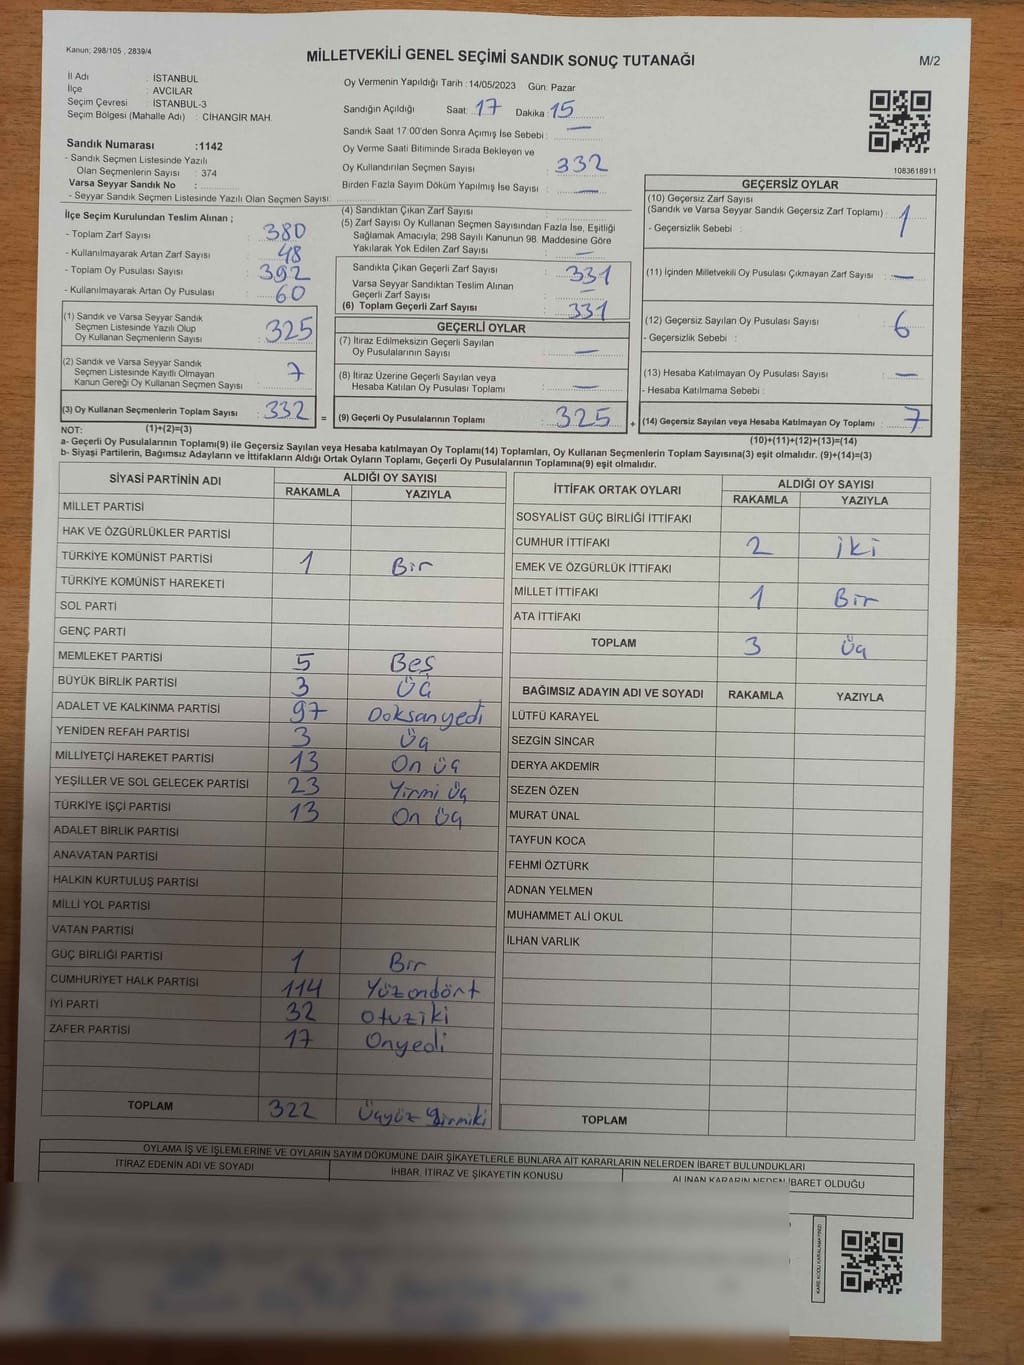 Kanun; 298/105 , 2839/4
MİLLETVEKİLİ GENEL SEÇİMİ SANDIK SONUÇ TUTANAĞI
M/2
İl Adı : İSTANBUL
İlçe : AVCILAR
Seçim Çevresi : İSTANBUL-3
Seçim Bölgesi (Mahalle Adı) : CİHANGİR MAH.
Sandık Numarası :1142
- Sandık Seçmen Listesinde Yazılı
Olan Seçmenlerin Sayısı : 374
Varsa Seyyar Sandık No :
- Seyyar Sandık Seçmen Listesinde Yazılı Olan Seçmen Sayısı:
Oy Vermenin Yapıldığı Tarih :14/05/2023 Gün: Pazar
Sandığın Açıldığı Saat: 17 Dakika : 15
Sandık Saat 17.00'den Sonra Açımış İse Sebebi : —
Oy Verme Saati Bitiminde Sırada Bekleyen ve
Oy Kullandırılan Seçmen Sayısı : 332
Birden Fazla Sayım Döküm Yapılmış İse Sayısı : —
1083618911
İlçe Seçim Kurulundan Teslim Alınan ;
- Toplam Zarf Sayısı : 380
- Kullanılmayarak Artan Zarf Sayısı : 48
- Toplam Oy Pusulası Sayısı : 392
- Kullanılmayarak Artan Oy Pusulası : 60
(1) Sandık ve Varsa Seyyar Sandık
Seçmen Listesinde Yazılı Olup
Oy Kullanan Seçmenlerin Sayısı : 325
(2) Sandık ve Varsa Seyyar Sandık
Seçmen Listesinde Kayıtlı Olmayan
Kanun Gereği Oy Kullanan Seçmen Sayısı : 7
(3) Oy Kullanan Seçmenlerin Toplam Sayısı : 332 =
(4) Sandıktan Çıkan Zarf Sayısı :
(5) Zarf Sayısı Oy Kullanan Seçmen Sayısından Fazla İse, Eşitliği
Sağlamak Amacıyla; 298 Sayılı Kanunun 98. Maddesine Göre
Yakılarak Yok Edilen Zarf Sayısı : —
Sandıkta Çıkan Geçerli Zarf Sayısı : 331
Varsa Seyyar Sandıktan Teslim Alınan
Geçerli Zarf Sayısı : —
(6) Toplam Geçerli Zarf Sayısı : 331
GEÇERLİ OYLAR
(7) İtiraz Edilmeksizin Geçerli Sayılan
Oy Pusulalarının Sayısı : —
(8) İtiraz Üzerine Geçerli Sayılan veya
Hesaba Katılan Oy Pusulası Toplamı : —
(9) Geçerli Oy Pusulalarının Toplamı : 325 +
GEÇERSİZ OYLAR
(10) Geçersiz Zarf Sayısı
(Sandık ve Varsa Seyyar Sandık Geçersiz Zarf Toplamı) : 1
- Geçersizlik Sebebi :
(11) İçinden Milletvekili Oy Pusulası Çıkmayan Zarf Sayısı : —
(12) Geçersiz Sayılan Oy Pusulası Sayısı : 6
- Geçersizlik Sebebi :
(13) Hesaba Katılmayan Oy Pusulası Sayısı : —
- Hesaba Katılmama Sebebi :
(14) Geçersiz Sayılan veya Hesaba Katılmayan Oy Toplamı : 7
NOT: (1)+(2)=(3)
(10)+(11)+(12)+(13)=(14)
a- Geçerli Oy Pusulalarının Toplamı(9) ile Geçersiz Sayılan veya Hesaba katılmayan Oy Toplamı(14) Toplamları, Oy Kullanan Seçmenlerin Toplam Sayısına(3) eşit olmalıdır. (9)+(14)=(3)
b- Siyasi Partilerin, Bağımsız Adayların ve İttifakların Aldığı Ortak Oyların Toplamı, Geçerli Oy Pusulalarının Toplamına(9) eşit olmalıdır.
SİYASİ PARTİNİN ADI ALDIĞI OY SAYISI
RAKAMLA YAZIYLA
MİLLET PARTİSİ
HAK VE ÖZGÜRLÜKLER PARTİSİ
TÜRKİYE KOMÜNİST PARTİSİ 1 Bir
TÜRKİYE KOMÜNİST HAREKETİ
SOL PARTİ
GENÇ PARTİ
MEMLEKET PARTİSİ 5 Beş
BÜYÜK BİRLİK PARTİSİ 3 Üç
ADALET VE KALKINMA PARTİSİ 97 Doksanyedi
YENİDEN REFAH PARTİSİ 3 Üç
MİLLİYETÇİ HAREKET PARTİSİ 13 On üç
YEŞİLLER VE SOL GELECEK PARTİSİ 23 Yirmi üç
TÜRKİYE İŞÇİ PARTİSİ 13 On üç
ADALET BİRLİK PARTİSİ
ANAVATAN PARTİSİ
HALKIN KURTULUŞ PARTİSİ
MİLLİ YOL PARTİSİ
VATAN PARTİSİ
GÜÇ BİRLİĞİ PARTİSİ 1 Bir
CUMHURİYET HALK PARTİSİ 114 Yüzondört
İYİ PARTİ 32 otuziki
ZAFER PARTİSİ 17 Onyedi
TOPLAM 322 Üçyüz yirmiki
İTTİFAK ORTAK OYLARI ALDIĞI OY SAYISI
RAKAMLA YAZIYLA
SOSYALİST GÜÇ BİRLİĞİ İTTİFAKI
CUMHUR İTTİFAKI 2 iki
EMEK VE ÖZGÜRLÜK İTTİFAKI
MİLLET İTTİFAKI 1 Bir
ATA İTTİFAKI
TOPLAM 3 Üç
BAĞIMSIZ ADAYIN ADI VE SOYADI RAKAMLA YAZIYLA
LÜTFÜ KARAYEL
SEZGİN SİNCAR
DERYA AKDEMİR
SEZEN ÖZEN
MURAT ÜNAL
TAYFUN KOCA
FEHMİ ÖZTÜRK
ADNAN YELMEN
MUHAMMET ALİ OKUL
İLHAN VARLIK
TOPLAM
OYLAMA İŞ VE İŞLEMLERİNE VE OYLARIN SAYIM DÖKÜMÜNE DAİR ŞİKAYETLERLE BUNLARA AİT KARARLARIN NELERDEN İBARET BULUNDUKLARI
İTİRAZ EDENİN ADI VE SOYADI İHBAR, İTİRAZ VE ŞİKAYETİN KONUSU ALINAN KARARIN NEDEN İBARET OLDUĞU
KARE KODU KARALAMAYINIZ!